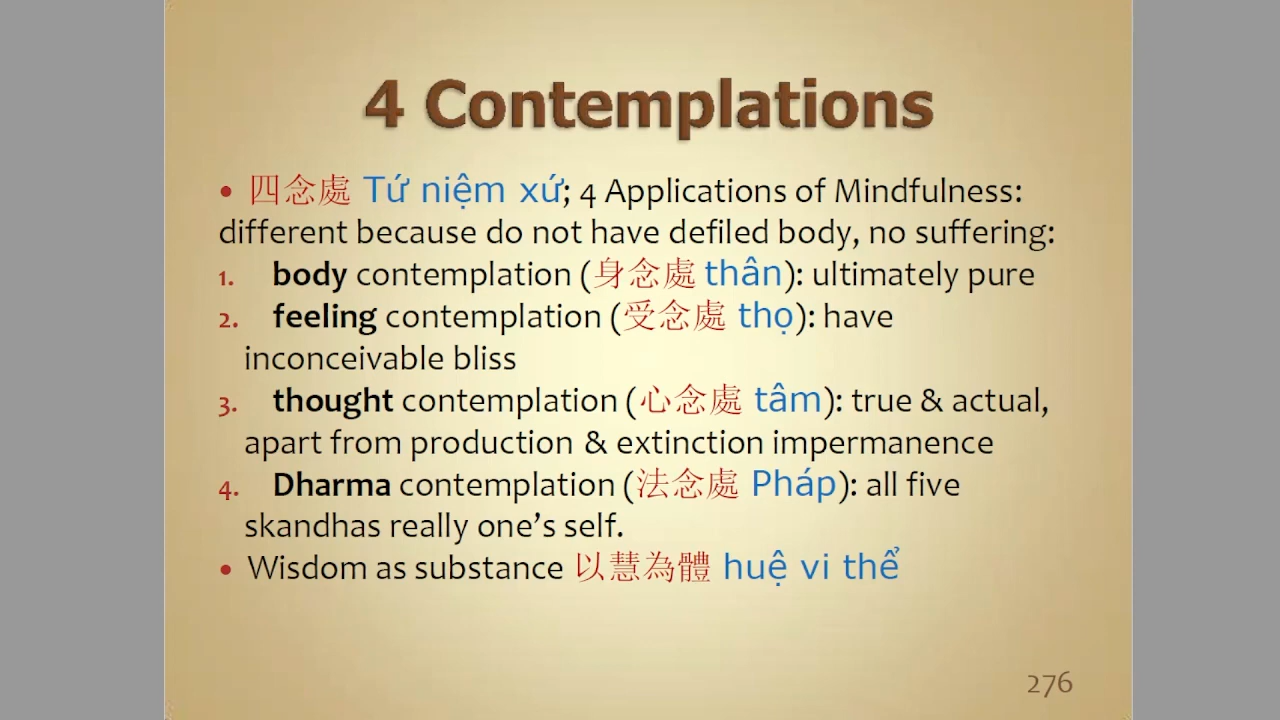 4 Contemplations
• 四念處 Tứ niệm xứ; 4 Applications of Mindfulness:
different because do not have defiled body, no suffering:
1. body contemplation (身念處 thân): ultimately pure
2. feeling contemplation (受念處 thọ): have
inconceivable bliss
3. thought contemplation (心念處 tâm): true & actual,
apart from production & extinction impermanence
4. Dharma contemplation (法念處 Pháp): all five
skandhas really one’s self.
• Wisdom as substance 以慧為體 huệ vi thể
276